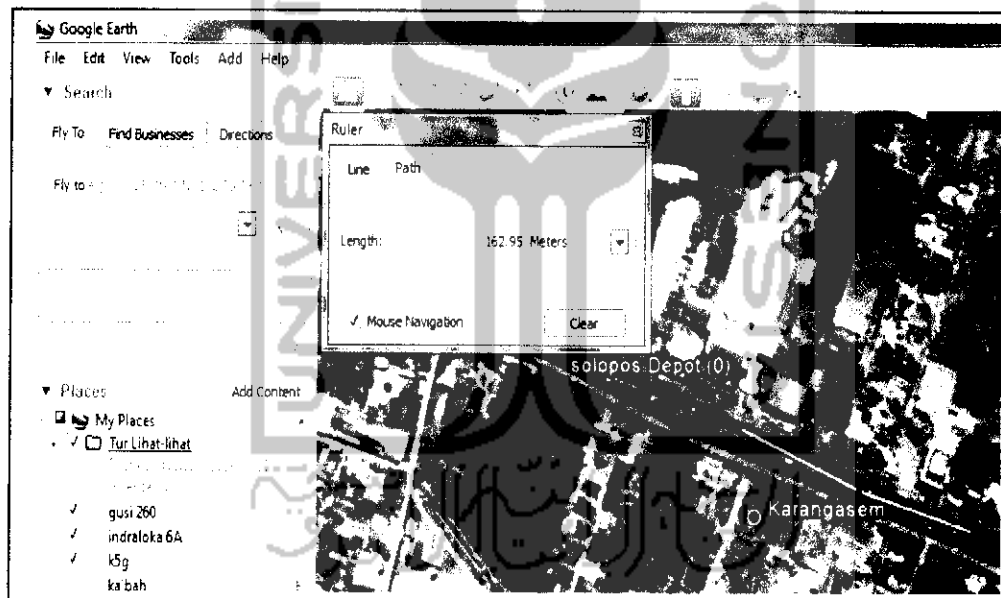 Google Earth
File Edit View Tools Add Help
▼ Search
Fly To Find Businesses Directions
Fly to
Ruler
Line Path
Length: 162.95 Meters
✓ Mouse Navigation Clear
solopos Depot (0)
▼ Places Add Content
My Places
✓ Tur Lihat-lihat
✓ gusi 260
✓ indraloka 6A
✓ k5g
ka'bah
Karangasem
UNIVERSI